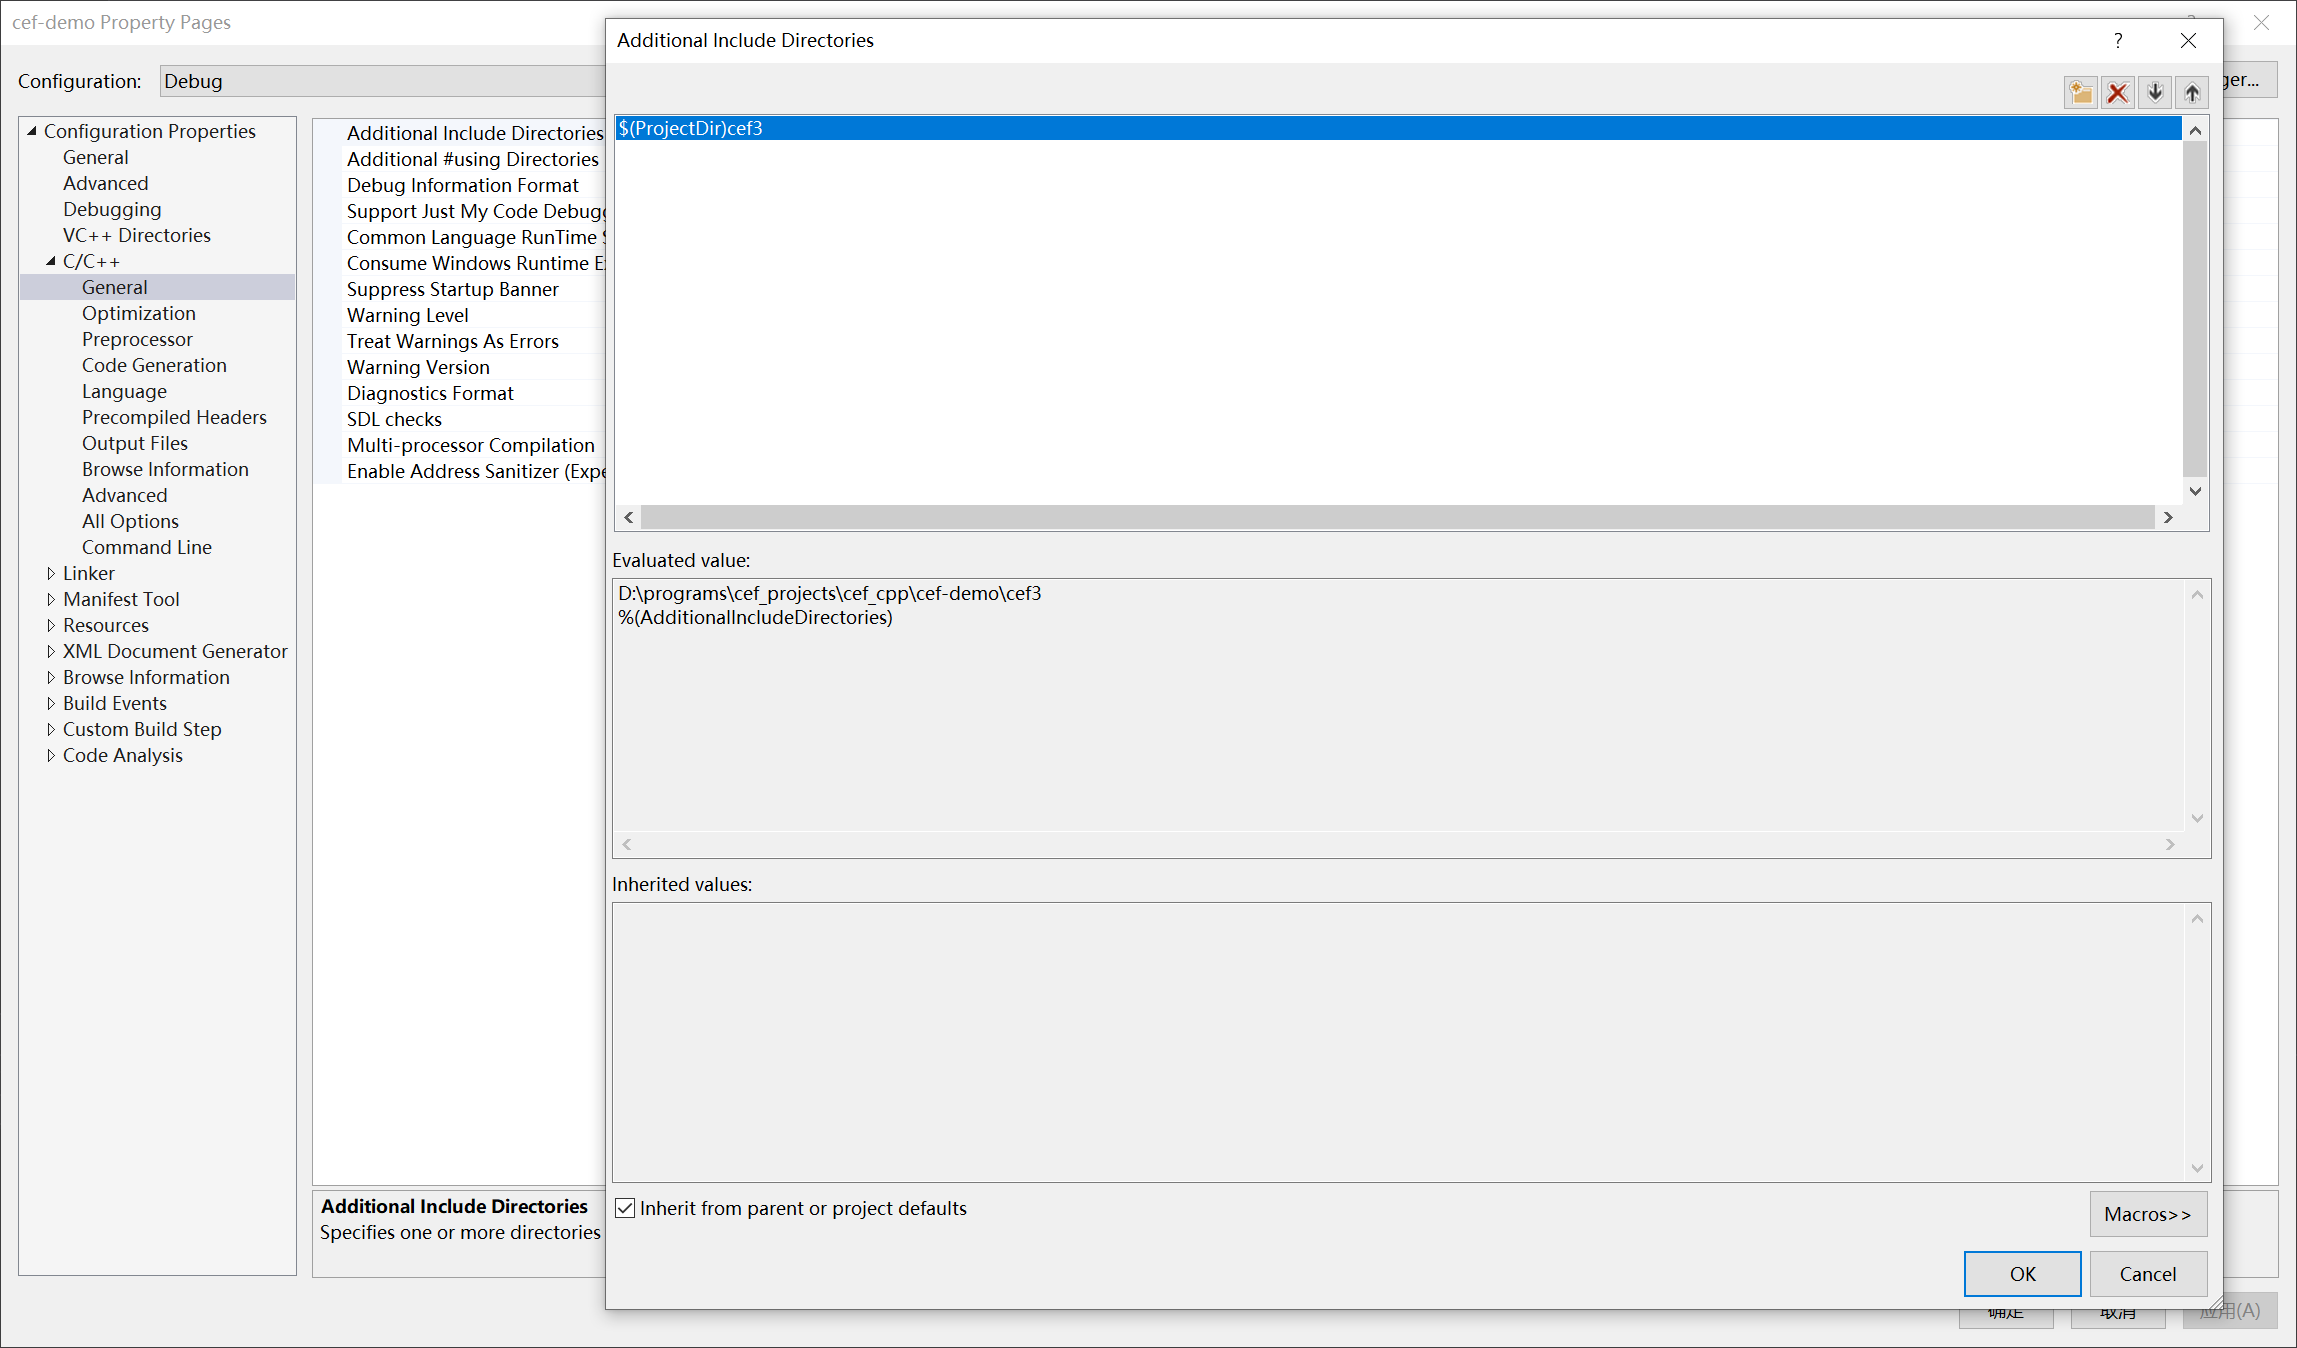 cef-demo Property Pages
Configuration:
Debug
Configuration Properties
General
Advanced
Debugging
VC++ Directories
C/C++
General
Optimization
Preprocessor
Code Generation
Language
Precompiled Headers
Output Files
Browse Information
Advanced
All Options
Command Line
Linker
Manifest Tool
Resources
XML Document Generator
Browse Information
Build Events
Custom Build Step
Code Analysis
Additional Include Directories
Additional #using Directories
Debug Information Format
Support Just My Code Debugg
Common Language RunTime S
Consume Windows Runtime Ex
Suppress Startup Banner
Warning Level
Treat Warnings As Errors
Warning Version
Diagnostics Format
SDL checks
Multi-processor Compilation
Enable Address Sanitizer (Expe
Additional Include Directories
Specifies one or more directories
Additional Include Directories
?
ger...
$(ProjectDir)cef3
Evaluated value:
D:\programs\cef_projects\cef_cpp\cef-demo\cef3
%(AdditionalIncludeDirectories)
Inherited values:
Inherit from parent or project defaults
Macros>>
OK
Cancel
确定
取消
应用(A)